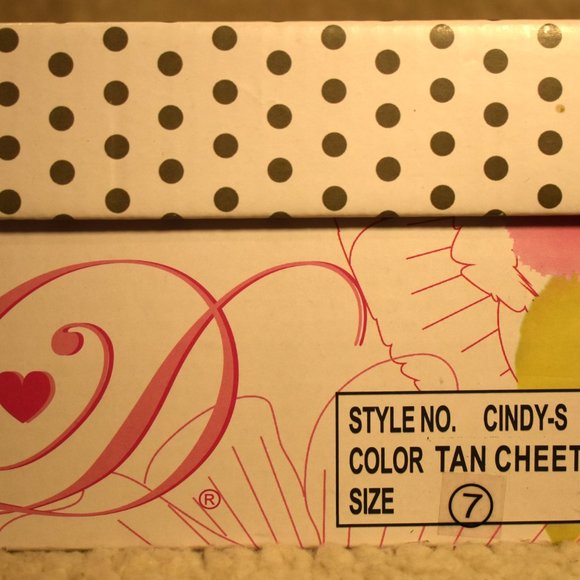 D
®
STYLE NO. CINDY-S
COLOR TAN CHEET
SIZE 7